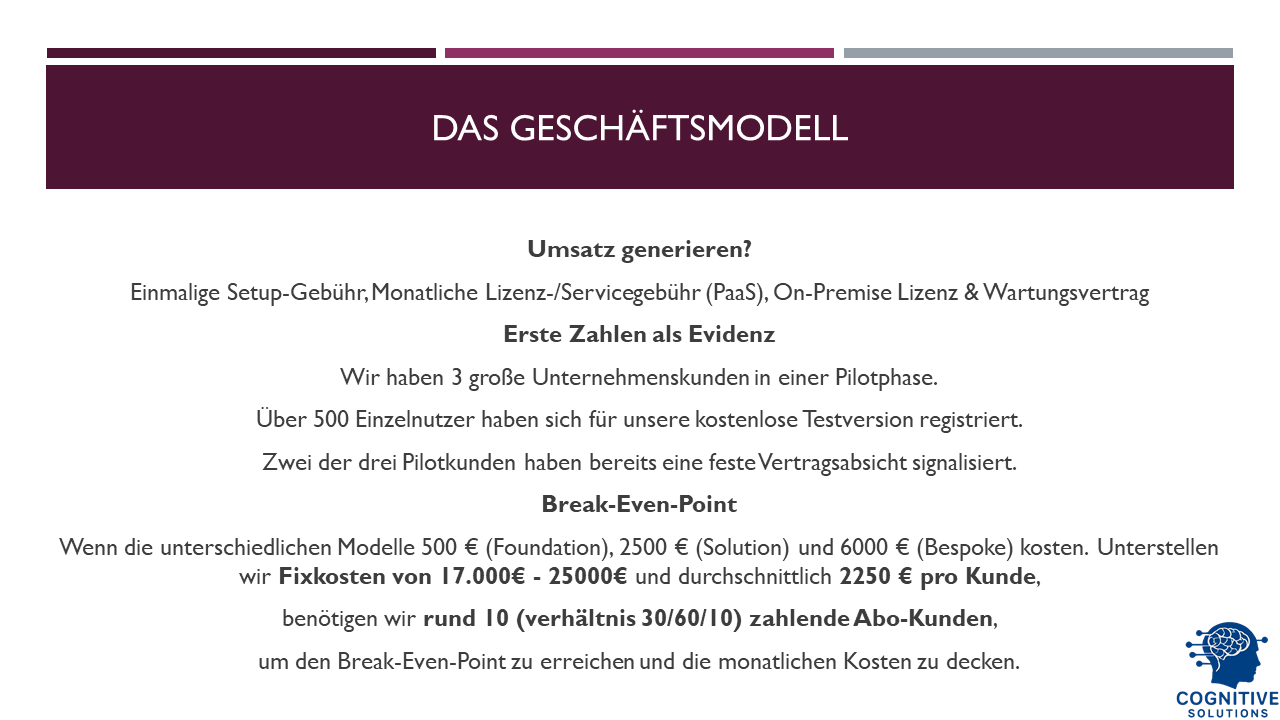 DAS GESCHÄFTSMODELL
Umsatz generieren?
Einmalige Setup-Gebühr, Monatliche Lizenz-/Servicegebühr (PaaS), On-Premise Lizenz & Wartungsvertrag
Erste Zahlen als Evidenz
Wir haben 3 große Unternehmenskunden in einer Pilotphase.
Über 500 Einzelnutzer haben sich für unsere kostenlose Testversion registriert.
Zwei der drei Pilotkunden haben bereits eine feste Vertragsabsicht signalisiert.
Break-Even-Point
Wenn die unterschiedlichen Modelle 500 € (Foundation), 2500 € (Solution) und 6000 € (Bespoke) kosten. Unterstellen
wir Fixkosten von 17.000€ - 25000€ und durchschnittlich 2250 € pro Kunde,
benötigen wir rund 10 (verhältnis 30/60/10) zahlende Abo-Kunden,
um den Break-Even-Point zu erreichen und die monatlichen Kosten zu decken.
COGNITIVE
SOLUTIONS